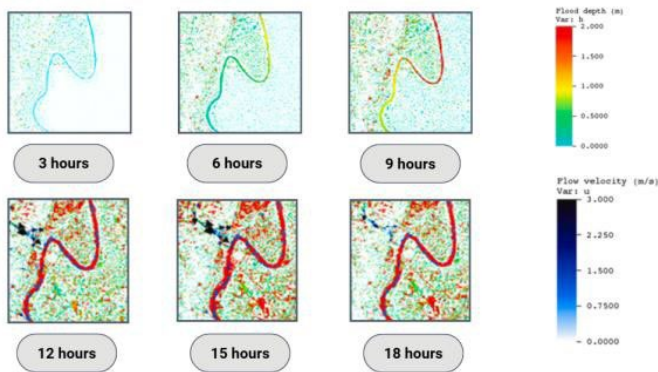 Flood depth (m)
Var: h
2.000
1.500
1.000
0.5000
0.000
3 hours
6 hours
9 hours
Flow velocity (m/s)
Var: u
3.000
2.250
1.500
0.7500
0.0000
12 hours
15 hours
18 hours